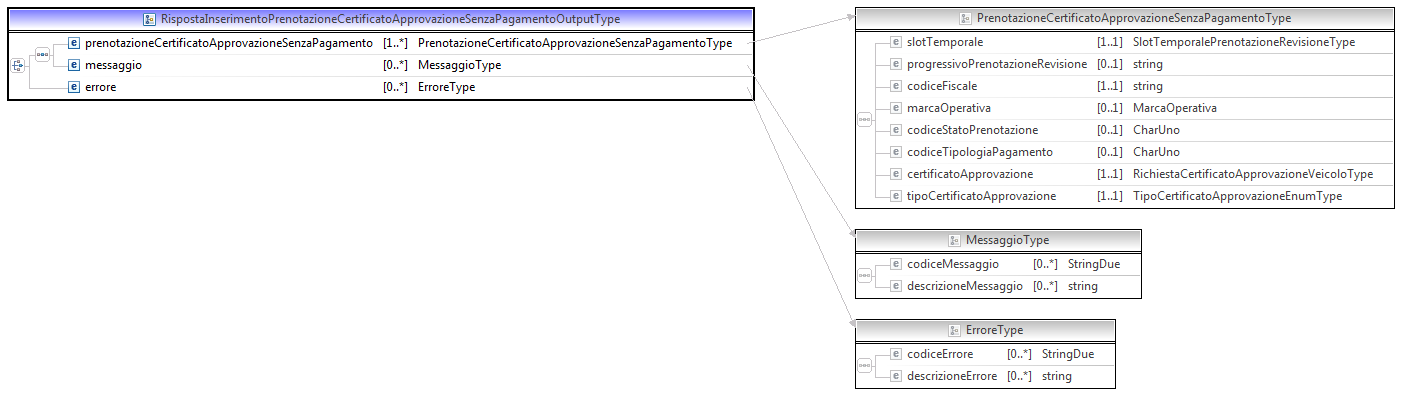 RispostaInserimentoPrenotazioneCertificatoApprovazioneSenzaPagamentoOutputType
e prenotazioneCertificatoApprovazioneSenzaPagamento [1..*] PrenotazioneCertificatoApprovazioneSenzaPagamentoType
e messaggio [0..*] MessaggioType
e errore [0..*] ErroreType
PrenotazioneCertificatoApprovazioneSenzaPagamentoType
e slotTemporale [1..1] SlotTemporalePrenotazioneRevisioneType
e progressivoPrenotazioneRevisione [0..1] string
e codiceFiscale [1..1] string
e marcaOperativa [0..1] MarcaOperativa
e codiceStatoPrenotazione [0..1] CharUno
e codiceTipologiaPagamento [0..1] CharUno
e certificatoApprovazione [1..1] RichiestaCertificatoApprovazioneVeicoloType
e tipoCertificatoApprovazione [1..1] TipoCertificatoApprovazioneEnumType
MessaggioType
e codiceMessaggio [0..*] StringDue
e descrizioneMessaggio [0..*] string
ErroreType
e codiceErrore [0..*] StringDue
e descrizioneErrore [0..*] string